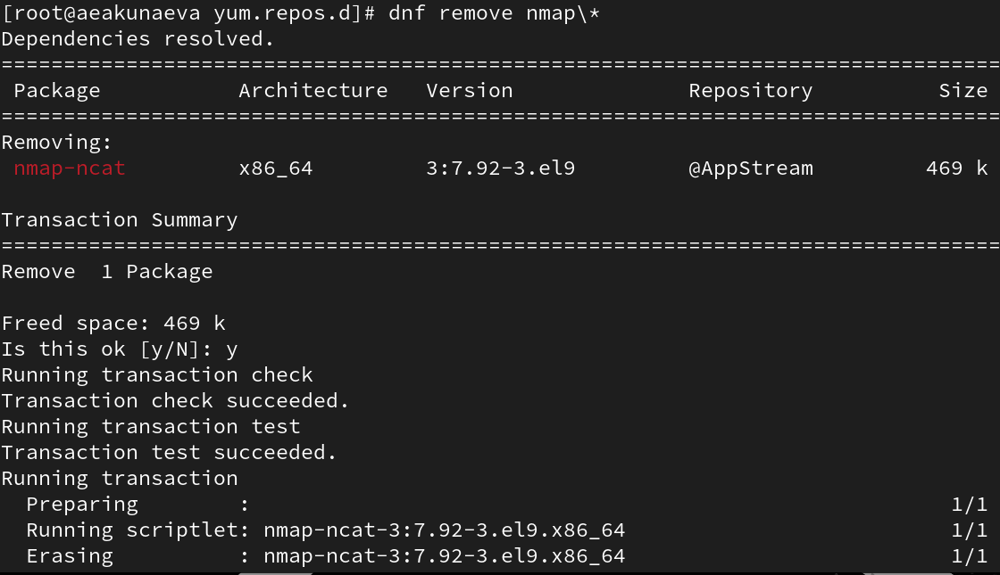 [root@aeakunaeva yum.repos.d]# dnf remove nmap\*
Dependencies resolved.
================================================================================
 Package           Architecture   Version              Repository          Size
================================================================================
Removing:
 nmap-ncat         x86_64         3:7.92-3.el9         @AppStream         469 k

Transaction Summary
================================================================================
Remove  1 Package

Freed space: 469 k
Is this ok [y/N]: y
Running transaction check
Transaction check succeeded.
Running transaction test
Transaction test succeeded.
Running transaction
  Preparing        :                                                         1/1
  Running scriptlet: nmap-ncat-3:7.92-3.el9.x86_64                          1/1
  Erasing          : nmap-ncat-3:7.92-3.el9.x86_64                          1/1